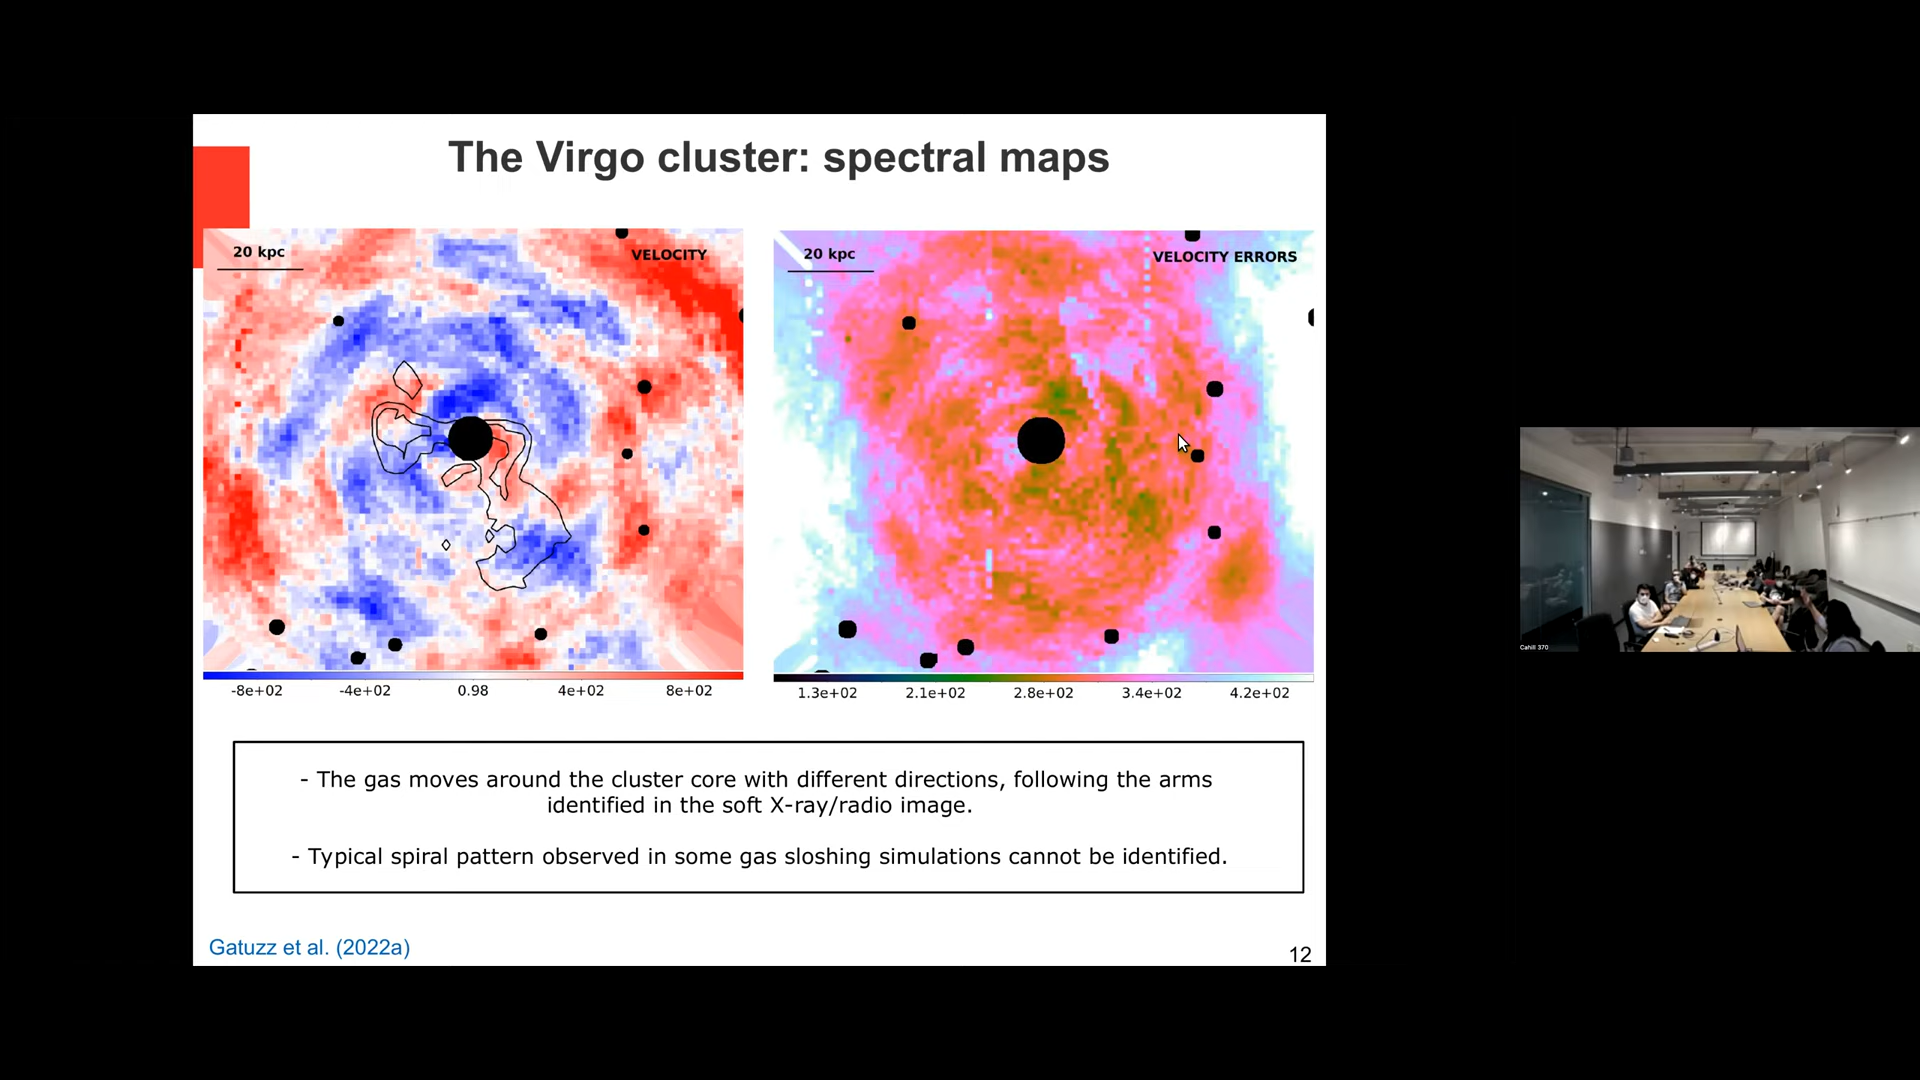 The Virgo cluster: spectral maps
20 kpc
VELOCITY
-8e+02 -4e+02 0.98 4e+02 8e+02
20 kpc
VELOCITY ERRORS
1.3e+02 2.1e+02 2.8e+02 3.4e+02 4.2e+02
- The gas moves around the cluster core with different directions, following the arms
identified in the soft X-ray/radio image.
- Typical spiral pattern observed in some gas sloshing simulations cannot be identified.
Gatuzz et al. (2022a)
12
Cahill 370